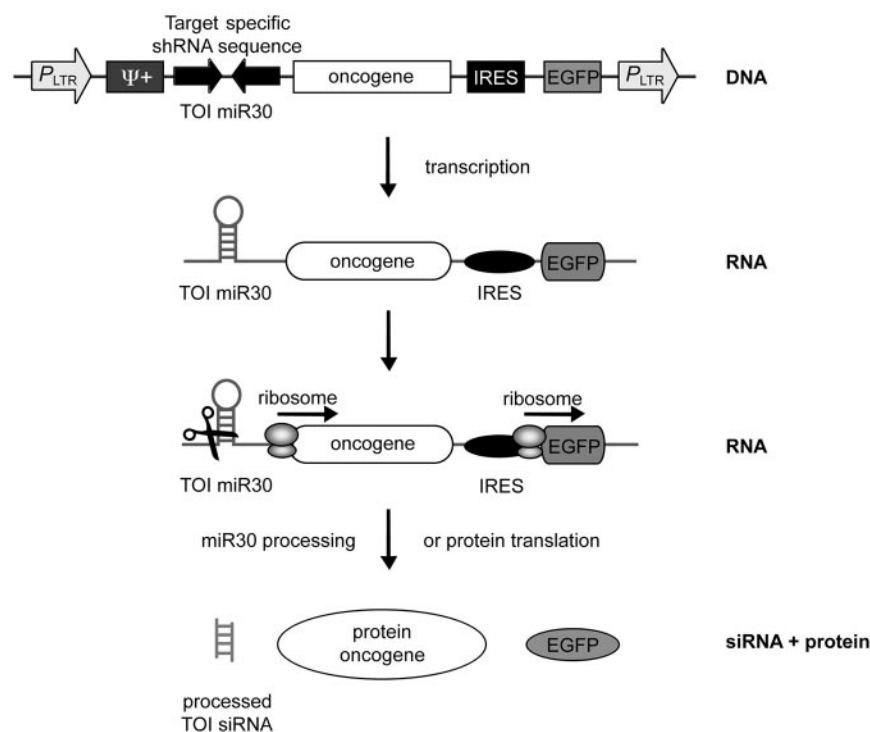 Target specific
shRNA sequence
PLTR Ψ+ oncogene IRES EGFP PLTR DNA
TOI miR30
transcription
oncogene EGFP RNA
TOI miR30 IRES
ribosome ribosome
oncogene EGFP RNA
TOI miR30 IRES
miR30 processing or protein translation
protein
oncogene EGFP siRNA + protein
processed
TOI siRNA